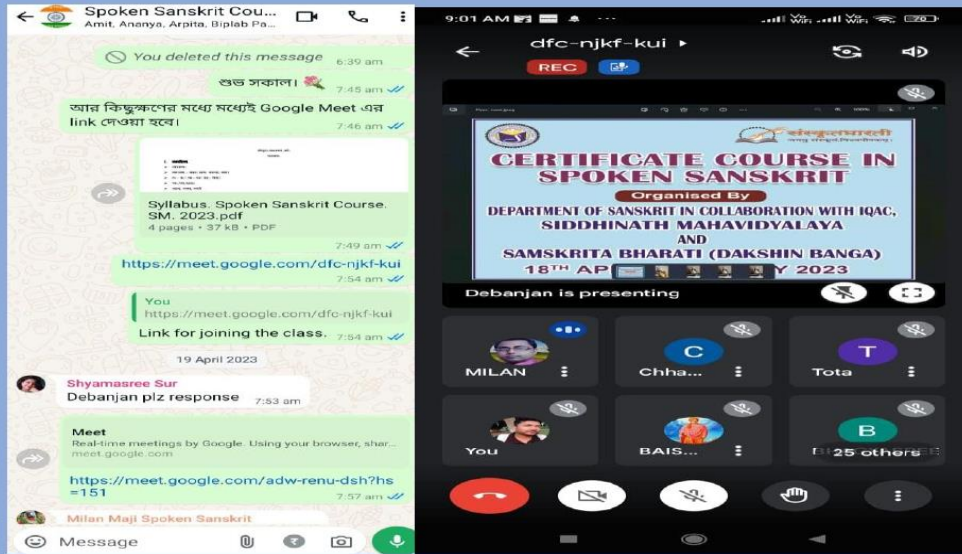 Spoken Sanskrit Cou...
Amit, Ananya, Arpita, Biplab Pa...
You deleted this message 6:39 am
শুভ সকাল। 7:45 am
আর কিছুক্ষণের মধ্যে মধ্যেই Google Meet এর
link দেওয়া হবে। 7:46 am
Syllabus. Spoken Sanskrit Course.
SM. 2023.pdf
4 pages • 37 kB • PDF
7:49 am
https://meet.google.com/dfc-njkf-kui
7:54 am
You
https://meet.google.com/dfc-njkf-kui
Link for joining the class. 7:54 am
19 April 2023
Shyamasree Sur
Debanjan plz response 7:53 am
Meet
Real-time meetings by Google. Using your browser, shar...
meet.google.com
https://meet.google.com/adw-renu-dsh?hs
=151
7:57 am
Milan Maji Spoken Sanskrit
Message
9:01 AM
70
dfc-njkf-kui
REC
संस्कृतभारती
CERTIFICATE COURSE IN
SPOKEN SANSKRIT
Organised By
DEPARTMENT OF SANSKRIT IN COLLABORATION WITH IQAC,
SIDDHINATH MAHAVIDYALAYA
AND
SAMSKRITA BHARATI (DAKSHIN BANGA)
18TH AP Y 2023
Debanjan is presenting
MILAN
C
Chha...
T
Tota
You
BAIS...
B
25 others